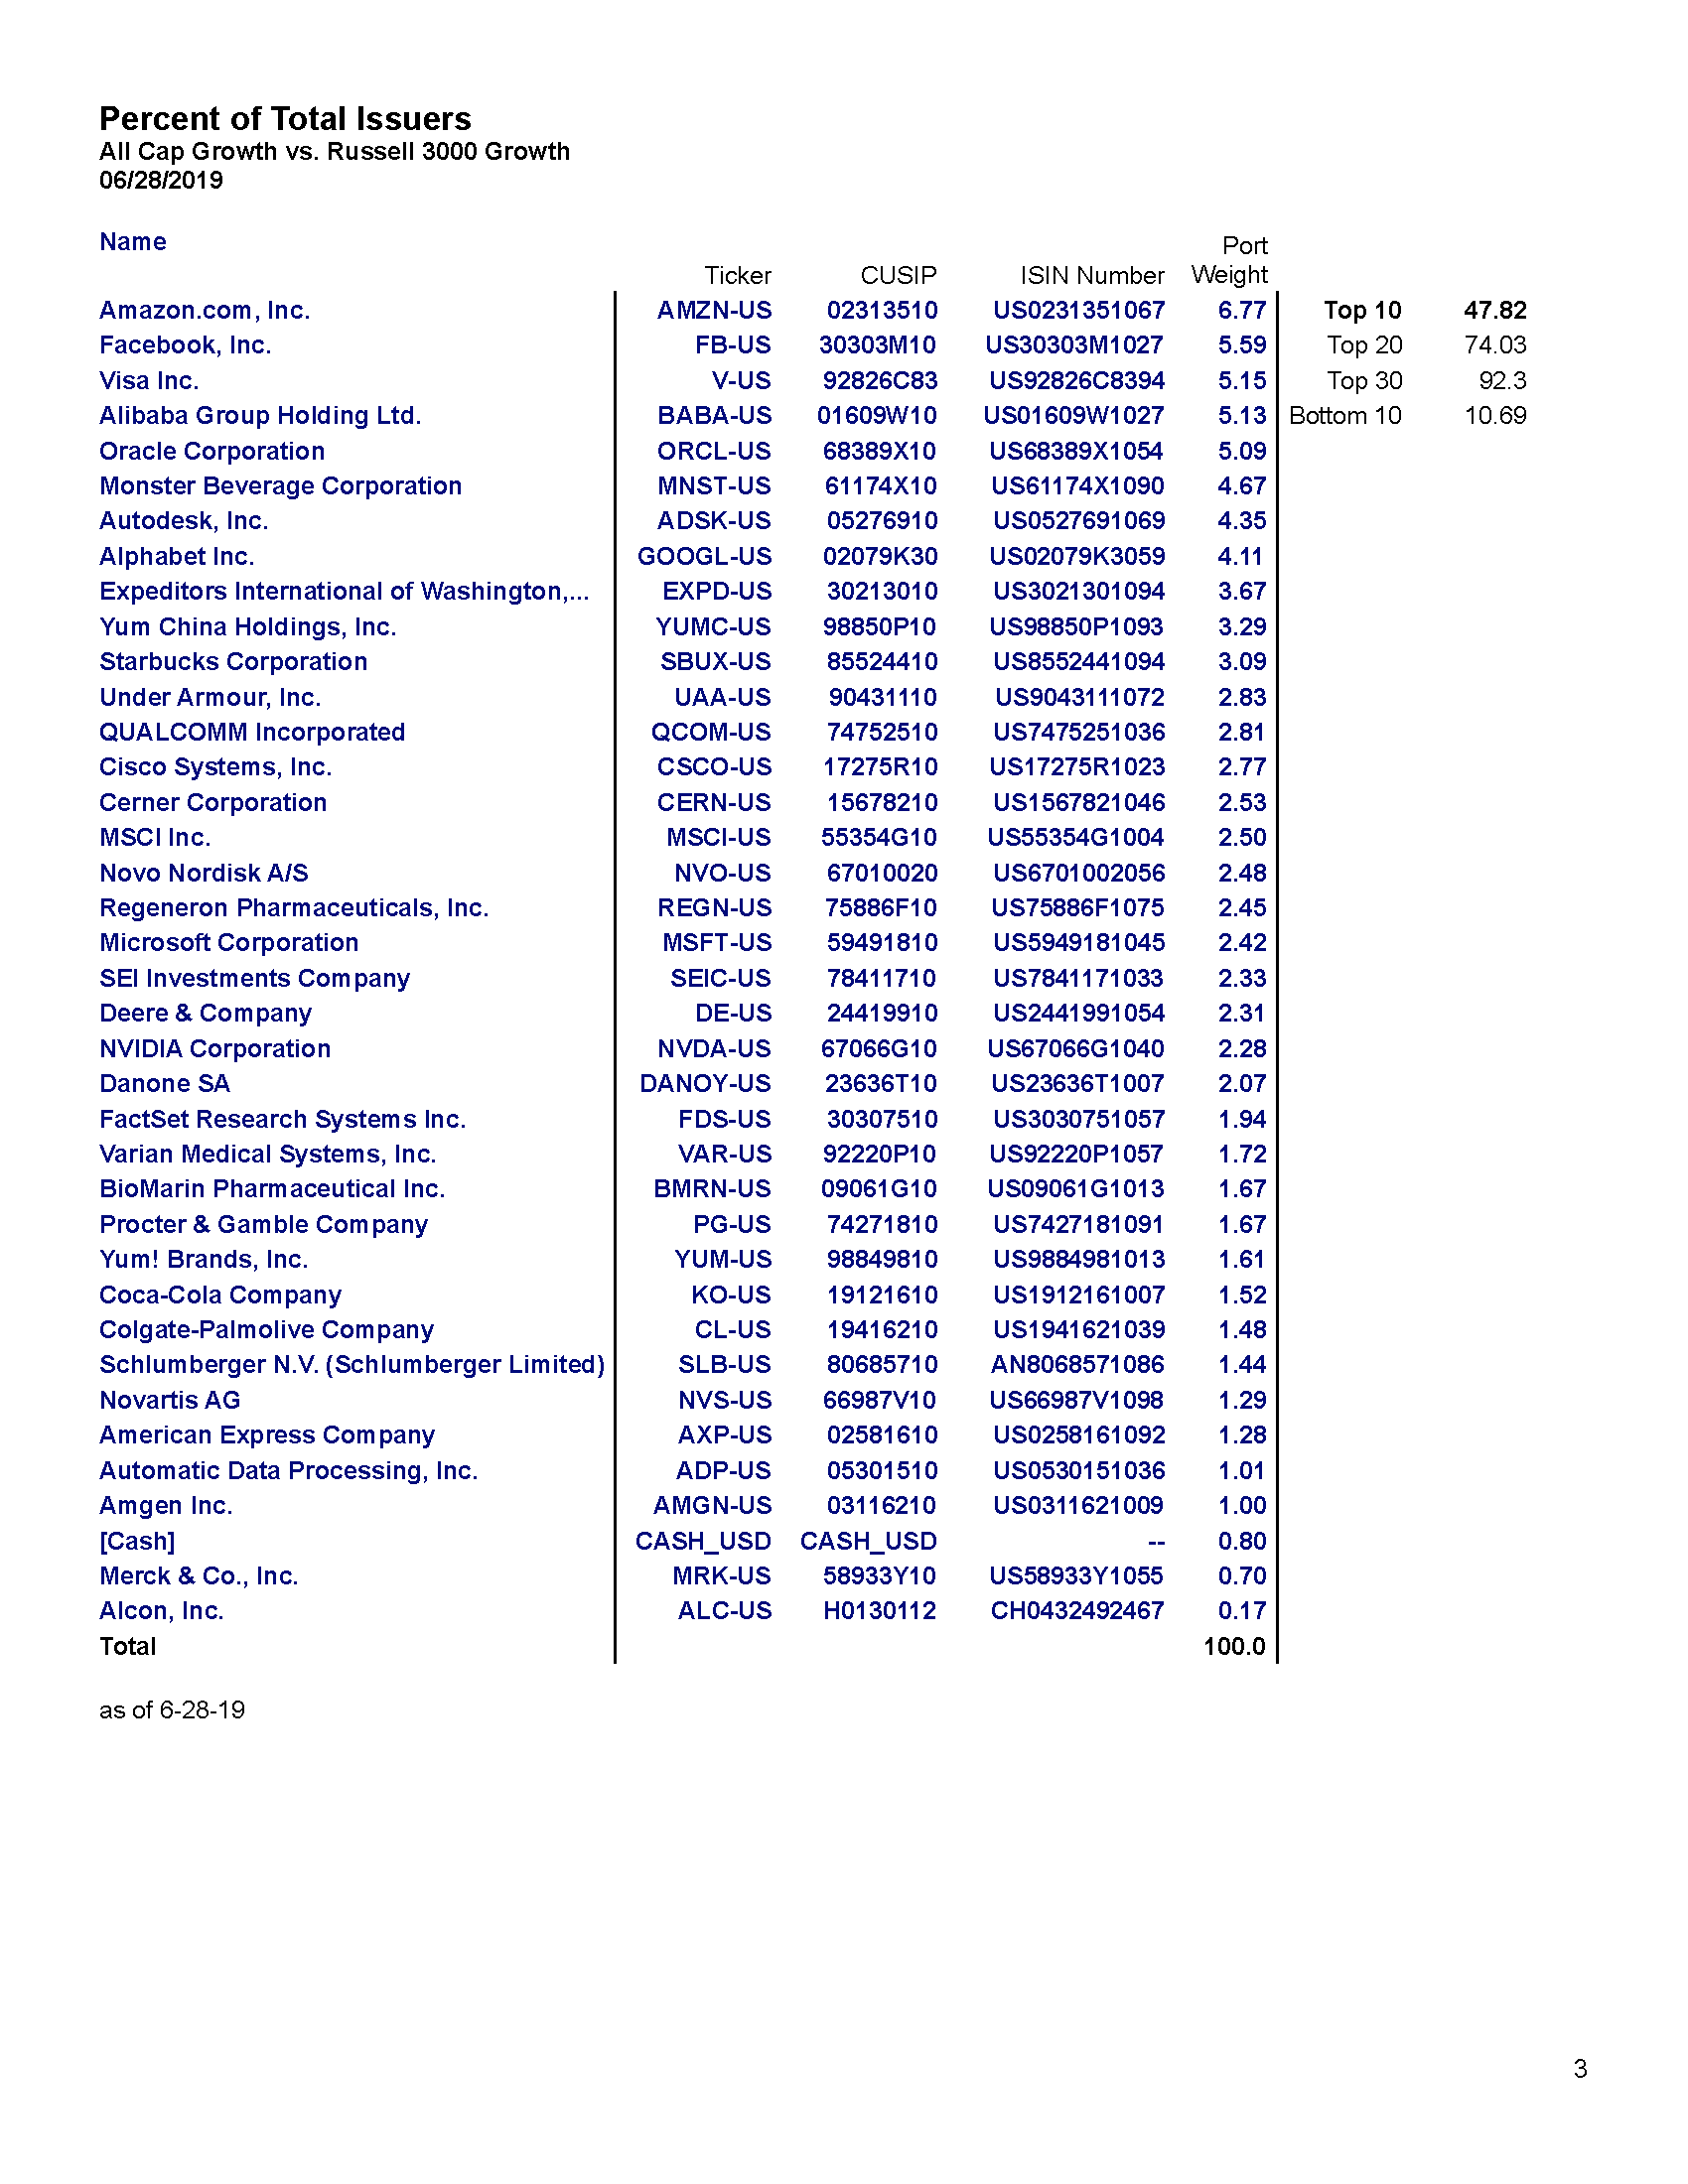 Percent of Total Issuers
All Cap Growth vs. Russell 3000 Growth
06/28/2019
Name Ticker CUSIP ISIN Number Port Weight
Amazon.com, Inc. AMZN-US 02313510 US0231351067 6.77 Top 10 47.82
Facebook, Inc. FB-US 30303M10 US30303M1027 5.59 Top 20 74.03
Visa Inc. V-US 92826C83 US92826C8394 5.15 Top 30 92.3
Alibaba Group Holding Ltd. BABA-US 01609W10 US01609W1027 5.13 Bottom 10 10.69
Oracle Corporation ORCL-US 68389X10 US68389X1054 5.09
Monster Beverage Corporation MNST-US 61174X10 US61174X1090 4.67
Autodesk, Inc. ADSK-US 05276910 US0527691069 4.35
Alphabet Inc. GOOGL-US 02079K30 US02079K3059 4.11
Expeditors International of Washington,... EXPD-US 30213010 US3021301094 3.67
Yum China Holdings, Inc. YUMC-US 98850P10 US98850P1093 3.29
Starbucks Corporation SBUX-US 85524410 US8552441094 3.09
Under Armour, Inc. UAA-US 90431110 US9043111072 2.83
QUALCOMM Incorporated QCOM-US 74752510 US7475251036 2.81
Cisco Systems, Inc. CSCO-US 17275R10 US17275R1023 2.77
Cerner Corporation CERN-US 15678210 US1567821046 2.53
MSCI Inc. MSCI-US 55354G10 US55354G1004 2.50
Novo Nordisk A/S NVO-US 67010020 US6701002056 2.48
Regeneron Pharmaceuticals, Inc. REGN-US 75886F10 US75886F1075 2.45
Microsoft Corporation MSFT-US 59491810 US5949181045 2.42
SEI Investments Company SEIC-US 78411710 US7841171033 2.33
Deere & Company DE-US 24419910 US2441991054 2.31
NVIDIA Corporation NVDA-US 67066G10 US67066G1040 2.28
Danone SA DANOY-US 23636T10 US23636T1007 2.07
FactSet Research Systems Inc. FDS-US 30307510 US3030751057 1.94
Varian Medical Systems, Inc. VAR-US 92220P10 US92220P1057 1.72
BioMarin Pharmaceutical Inc. BMRN-US 09061G10 US09061G1013 1.67
Procter & Gamble Company PG-US 74271810 US7427181091 1.67
Yum! Brands, Inc. YUM-US 98849810 US9884981013 1.61
Coca-Cola Company KO-US 19121610 US1912161007 1.52
Colgate-Palmolive Company CL-US 19416210 US1941621039 1.48
Schlumberger N.V. (Schlumberger Limited) SLB-US 80685710 AN8068571086 1.44
Novartis AG NVS-US 66987V10 US66987V1098 1.29
American Express Company AXP-US 02581610 US0258161092 1.28
Automatic Data Processing, Inc. ADP-US 05301510 US0530151036 1.01
Amgen Inc. AMGN-US 03116210 US0311621009 1.00
[Cash] CASH_USD CASH_USD -- 0.80
Merck & Co., Inc. MRK-US 58933Y10 US58933Y1055 0.70
Alcon, Inc. ALC-US H0130112 CH0432492467 0.17
Total 100.0
as of 6-28-19
3